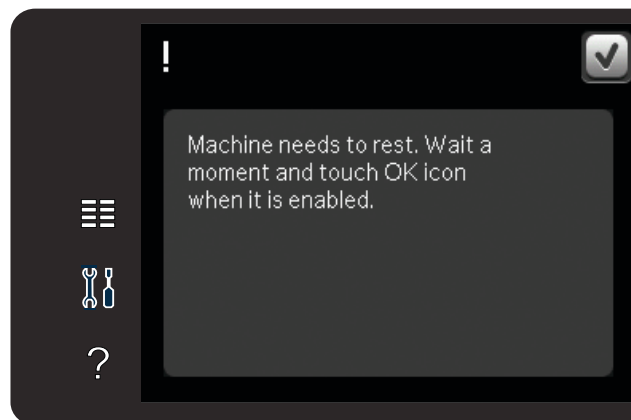 !
Machine needs to rest. Wait a
moment and touch OK icon
when it is enabled.
?